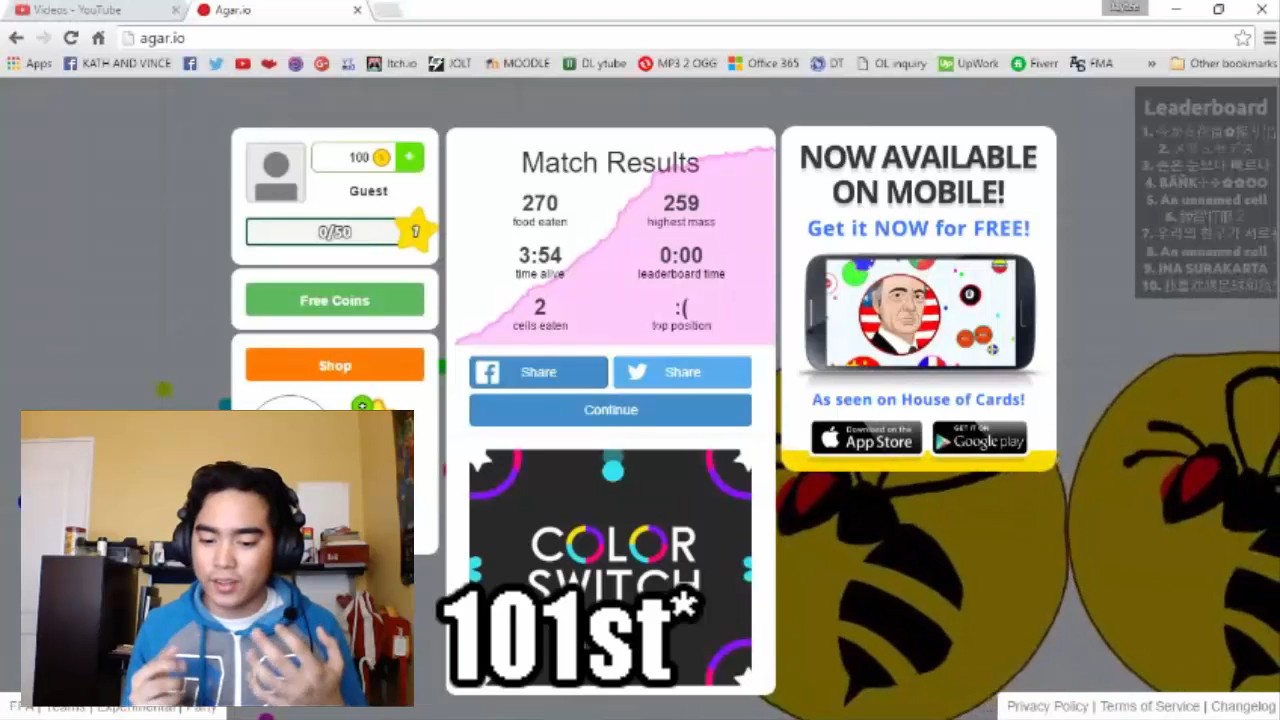 Videos - YouTube
Agar.io
agar.io
Apps
KATH AND VINCE
Itch.io
JOLT
MOODLE
DL ytube
MP3 2 OGG
Office 365
DT
OL inquiry
UpWork
Fiverr
FMA
»
Other bookmarks
100
Guest
0/50
1
Free Coins
Shop
Match Results
270
food eaten
259
highest mass
3:54
time alive
0:00
leaderboard time
2
cells eaten
:(
top position
Share
Share
Continue
COLOR
SWITCH
101st*
NOW AVAILABLE
ON MOBILE!
Get it NOW for FREE!
As seen on House of Cards!
Download on the
App Store
GET IT ON
Google play
Leaderboard
5. An unnamed cell
8. An unnamed cell
9. INA SURAKARTA
FFA | Teams | Experimental | Party
Privacy Policy | Terms of Service | Changelog